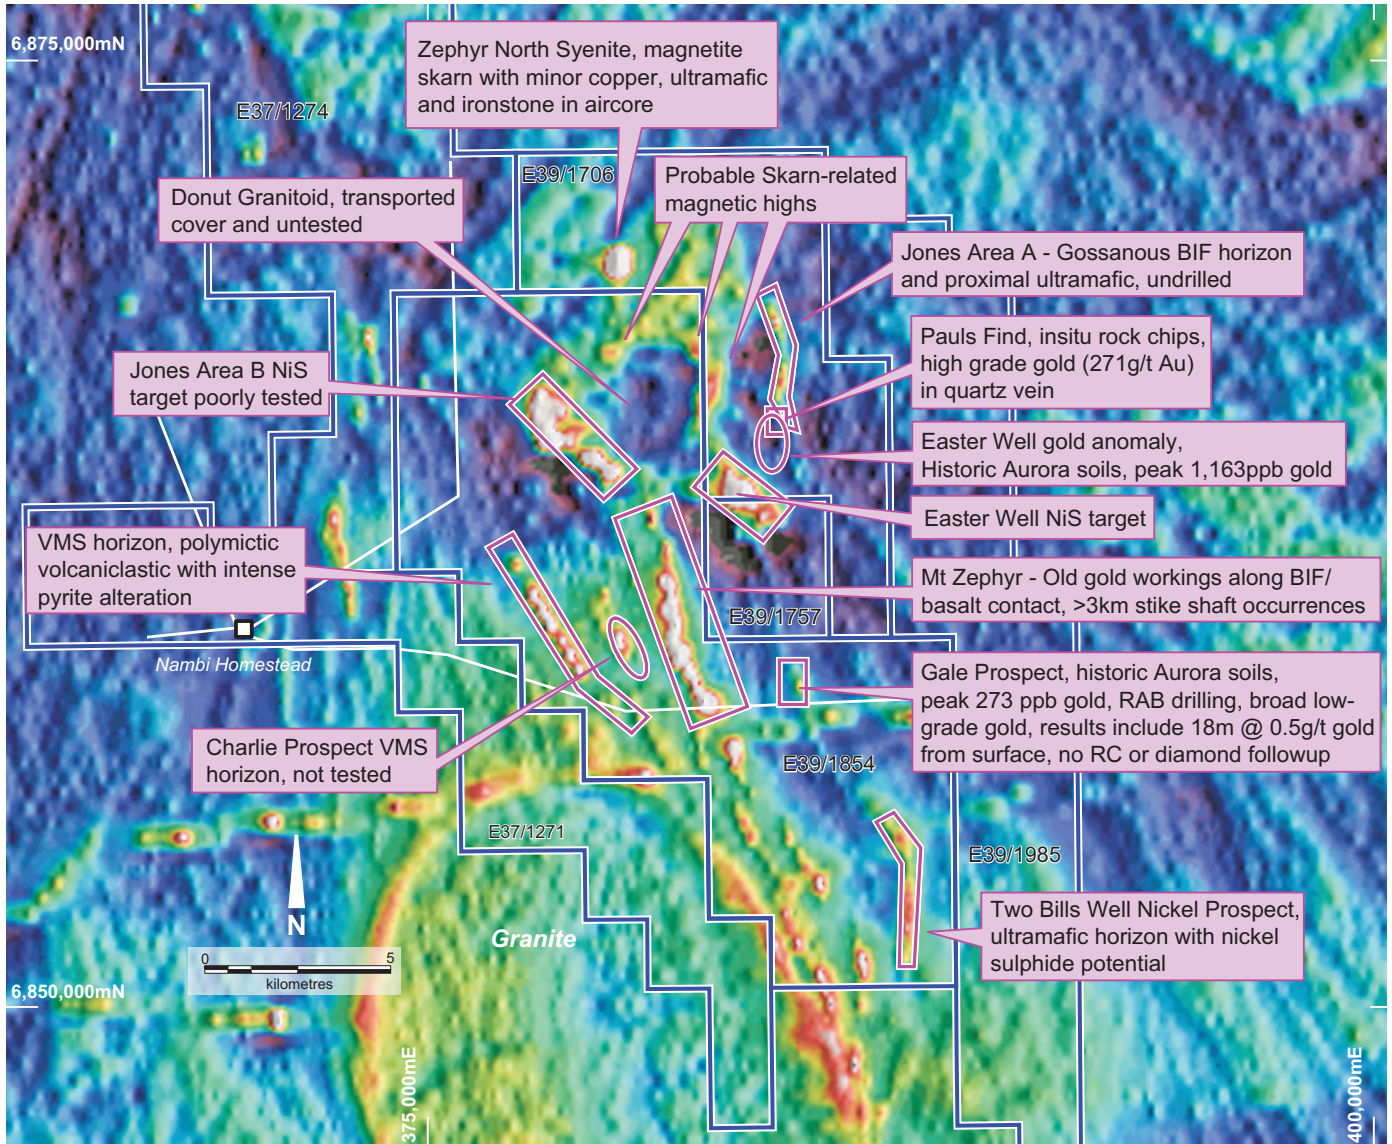 6,875,000mN
Zephyr North Syenite, magnetite
skarn with minor copper, ultramafic
and ironstone in aircore
E37/1274
E39/1706
Probable Skarn-related
magnetic highs
Donut Granitoid, transported
cover and untested
Jones Area A - Gossanous BIF horizon
and proximal ultramafic, undrilled
Pauls Find, insitu rock chips,
high grade gold (271g/t Au)
in quartz vein
Jones Area B NiS
target poorly tested
Easter Well gold anomaly,
Historic Aurora soils, peak 1,163ppb gold
Easter Well NiS target
VMS horizon, polymictic
volcaniclastic with intense
pyrite alteration
Mt Zephyr - Old gold workings along BIF/
basalt contact, >3km stike shaft occurrences
E39/1757
Nambi Homestead
Gale Prospect, historic Aurora soils,
peak 273 ppb gold, RAB drilling, broad low-
grade gold, results include 18m @ 0.5g/t gold
from surface, no RC or diamond followup
Charlie Prospect VMS
horizon, not tested
E39/1854
E37/1271
E39/1985
N
Granite
Two Bills Well Nickel Prospect,
ultramafic horizon with nickel
sulphide potential
0 5
kilometres
6,850,000mN
375,000mE
400,000mE